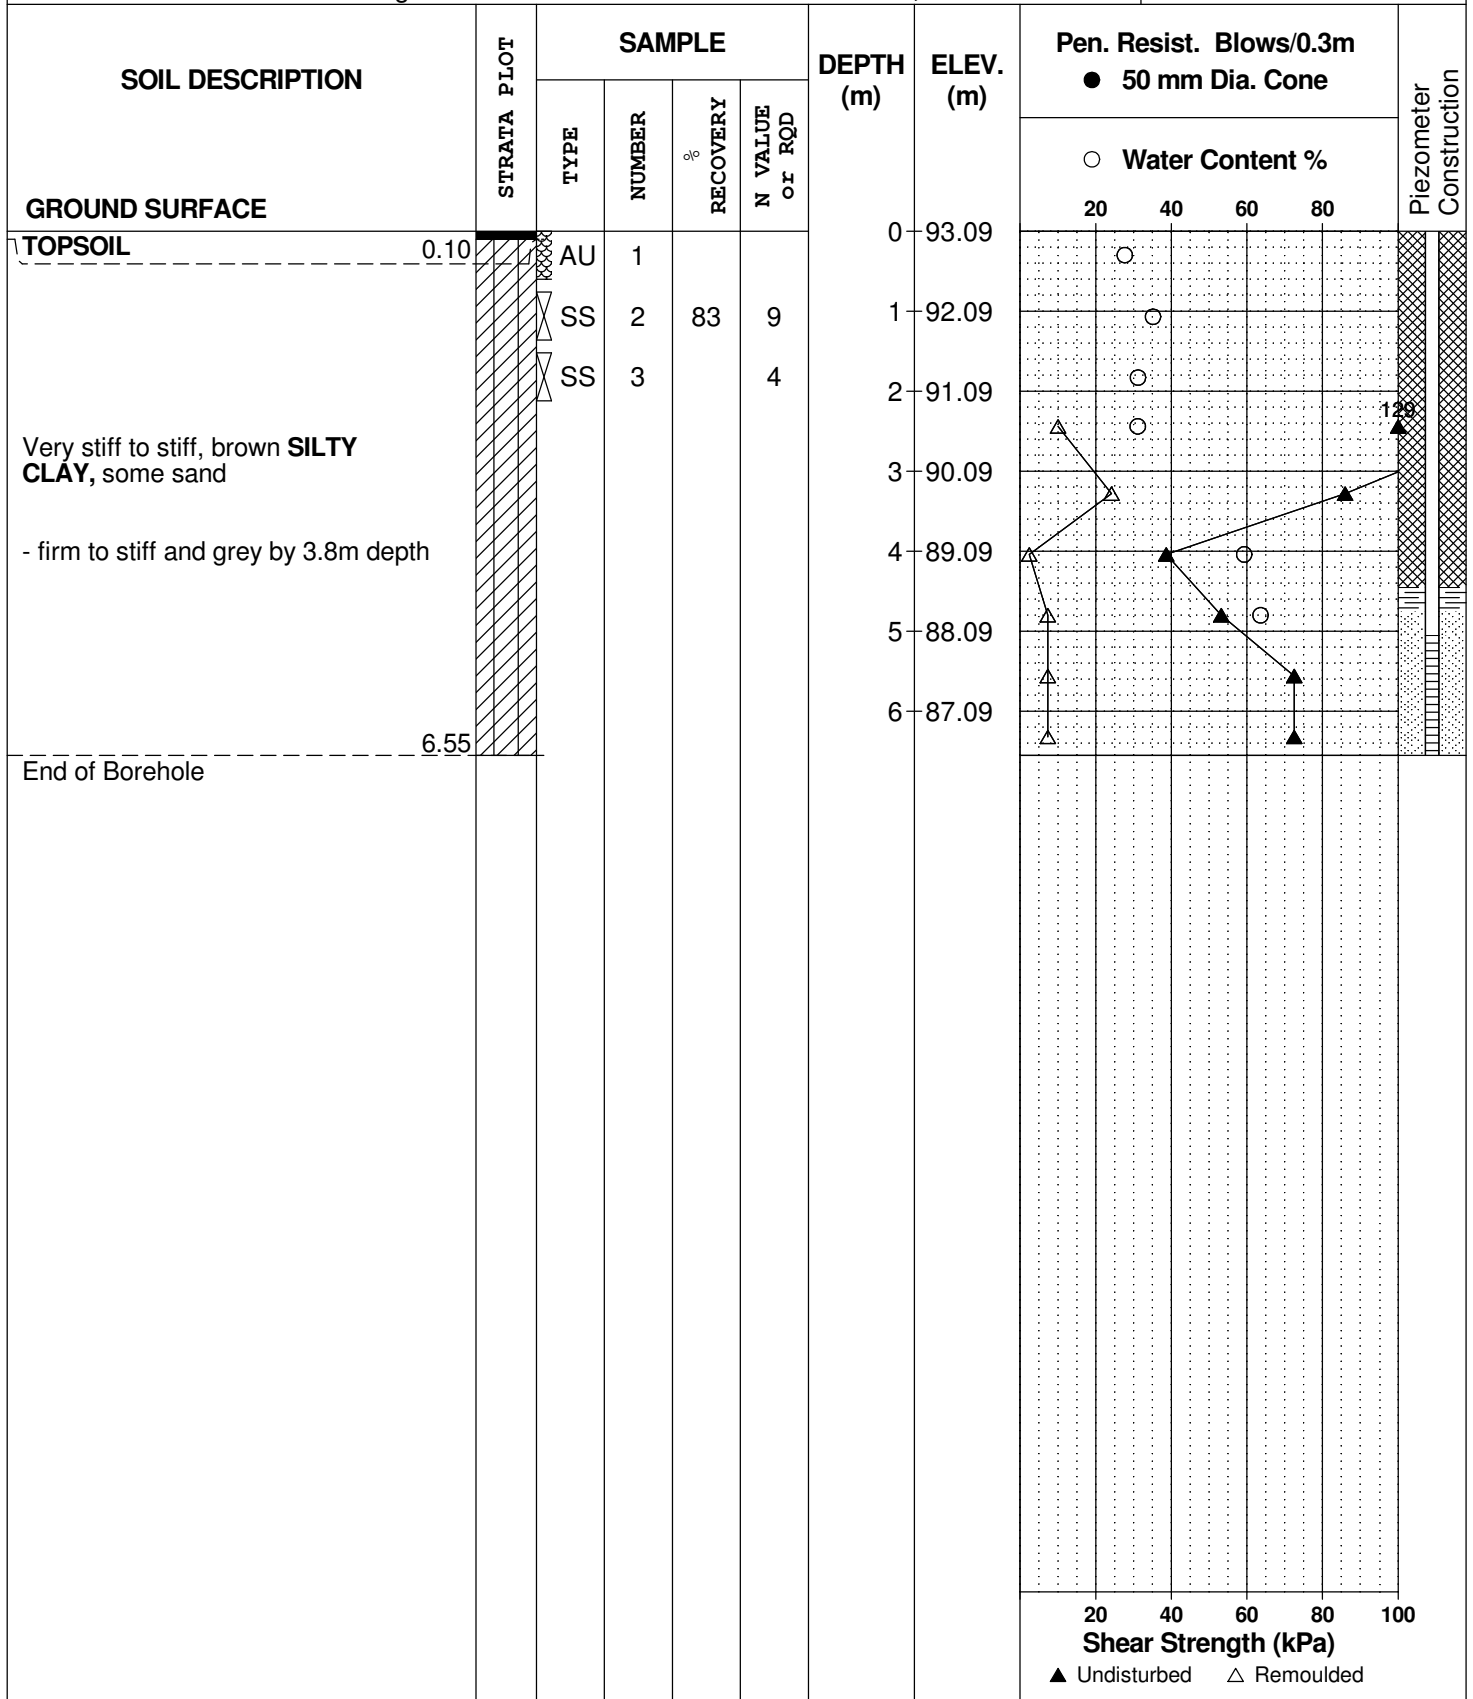 SOIL DESCRIPTION
GROUND SURFACE
STRATA PLOT
SAMPLE
TYPE
NUMBER
%
RECOVERY
N VALUE
or RQD
DEPTH
(m)
ELEV.
(m)
Pen. Resist. Blows/0.3m
● 50 mm Dia. Cone
○ Water Content %
20 40 60 80
Piezometer
Construction
TOPSOIL 0.10
AU 1
0 93.09
SS 2 83 9
1 92.09
SS 3 4
2 91.09
129
Very stiff to stiff, brown SILTY
CLAY, some sand
3 90.09
- firm to stiff and grey by 3.8m depth
4 89.09
5 88.09
6 87.09
6.55
End of Borehole
20 40 60 80 100
Shear Strength (kPa)
▲ Undisturbed △ Remoulded